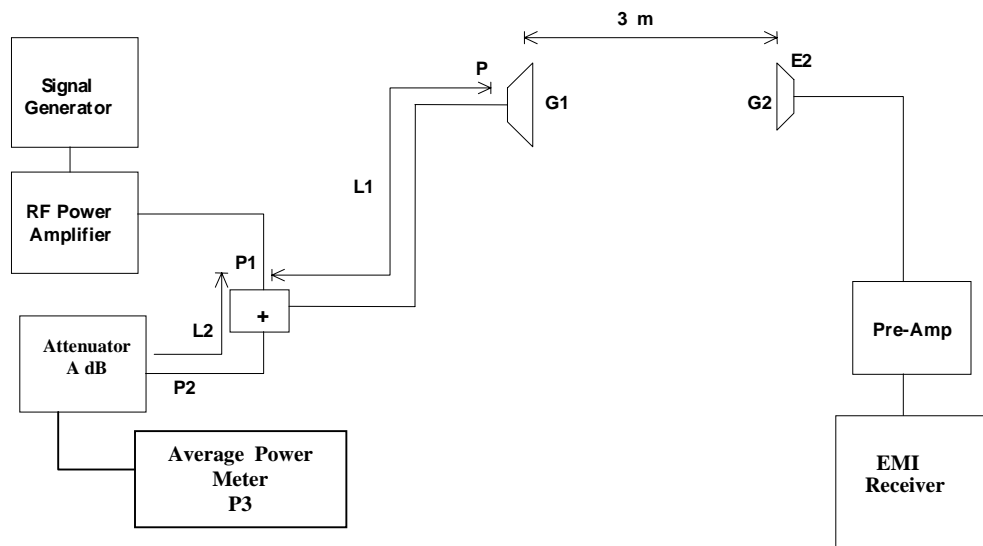 3 m
Signal
Generator
P
E2
G1
G2
L1
RF Power
Amplifier
P1
+
L2
Attenuator
A dB
P2
Pre-Amp
Average Power
Meter
P3
EMI
Receiver